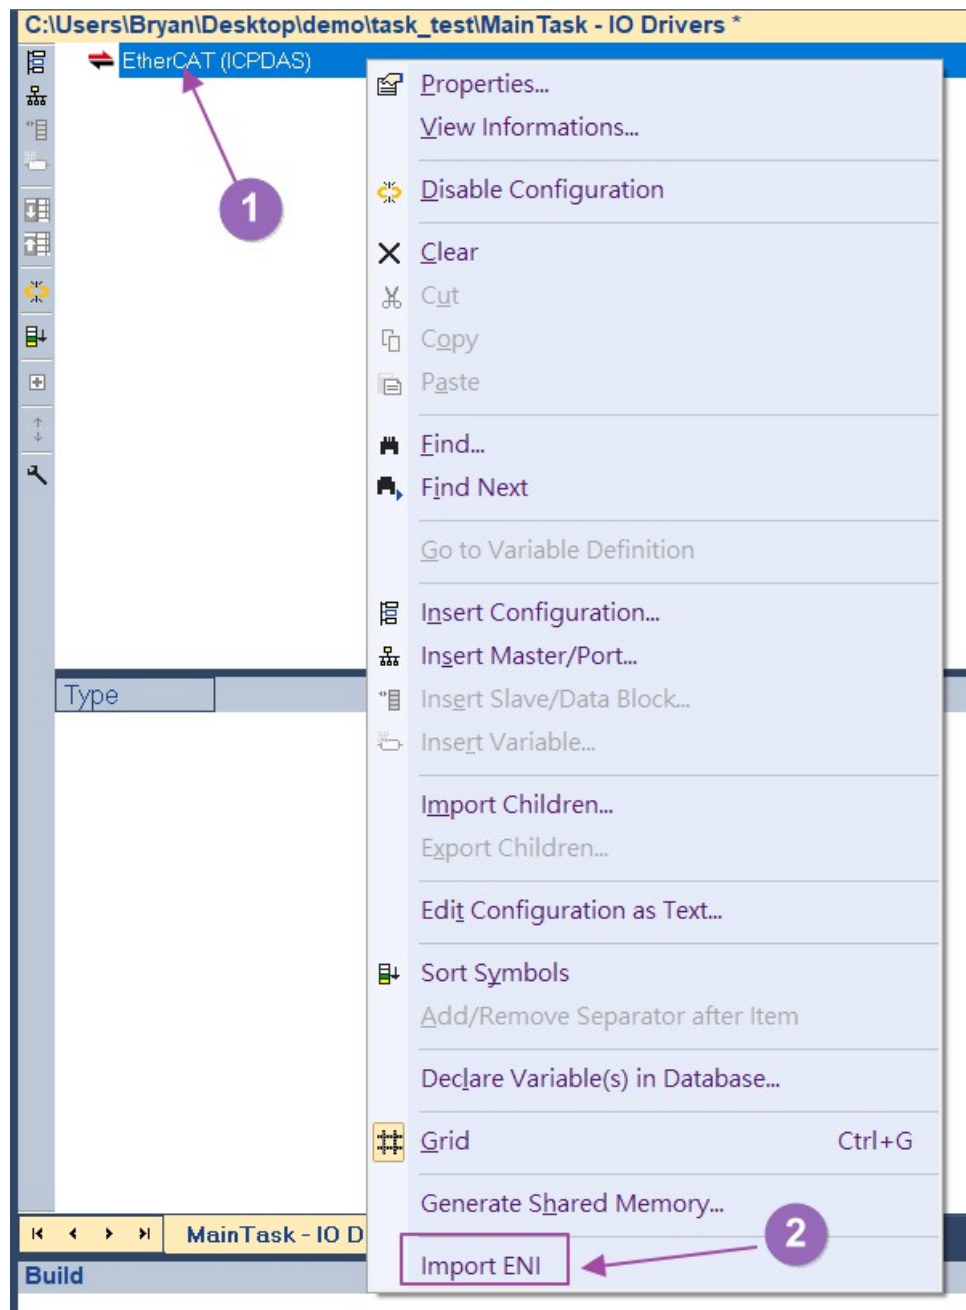 C:\Users\Bryan\Desktop\demo\task_test\MainTask - IO Drivers *
EtherCAT (ICPDAS)
1
Properties...
View Informations...
Disable Configuration
Clear
Cut
Copy
Paste
Find...
Find Next
Go to Variable Definition
Insert Configuration...
Insert Master/Port...
Type
Insert Slave/Data Block...
Insert Variable...
Import Children...
Export Children...
Edit Configuration as Text...
Sort Symbols
Add/Remove Separator after Item
Declare Variable(s) in Database...
Grid Ctrl+G
Generate Shared Memory...
2
MainTask - IO D
Import ENI
Build